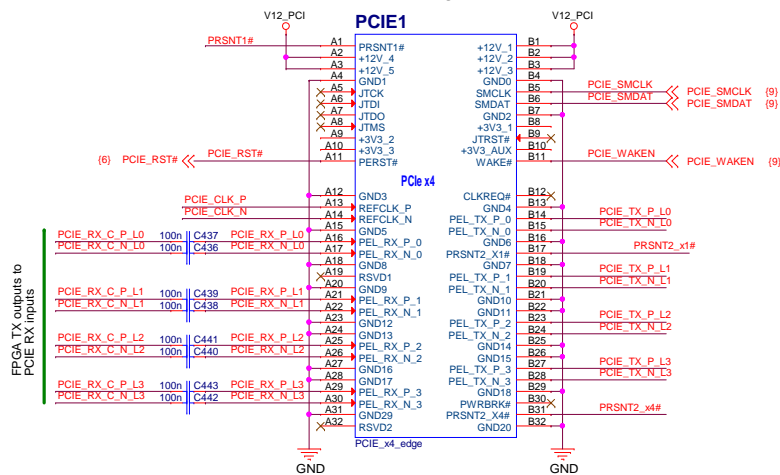 PCIE1
V12_PCI
V12_PCI
PRSNT1# A1 PRSNT1# +12V_1 B1
A2 +12V_4 +12V_2 B2
A3 +12V_5 +12V_3 B3
A4 GND1 GND0 B4
A5 JTCK SMCLK B5 PCIE_SMCLK PCIE_SMCLK {9}
A6 JTDI SMDAT B6 PCIE_SMDAT PCIE_SMDAT {9}
A7 JTDO GND2 B7
A8 JTMS +3V3_1 B8
A9 +3V3_2 JTRST# B9
A10 +3V3_3 +3V3_AUX B10
{6} PCIE_RST# PCIE_RST# A11 PERST# WAKE# B11 PCIE_WAKEN PCIE_WAKEN {9}
PCIe x4
A12 GND3 CLKREQ# B12
PCIE_CLK_P A13 REFCLK_P GND4 B13
PCIE_CLK_N A14 REFCLK_N PEL_TX_P_0 B14 PCIE_TX_P_L0
A15 GND5 PEL_TX_N_0 B15 PCIE_TX_N_L0
PCIE_RX_C_P_L0 100n C437 PCIE_RX_P_L0 A16 PEL_RX_P_0 GND6 B16
PCIE_RX_C_N_L0 100n C436 PCIE_RX_N_L0 A17 PEL_RX_N_0 PRSNT2_X1# B17 PRSNT2_x1#
A18 GND8 GND7 B18
A19 RSVD1 PEL_TX_P_1 B19 PCIE_TX_P_L1
A20 GND9 PEL_TX_N_1 B20 PCIE_TX_N_L1
PCIE_RX_C_P_L1 100n C439 PCIE_RX_P_L1 A21 PEL_RX_P_1 GND10 B21
PCIE_RX_C_N_L1 100n C438 PCIE_RX_N_L1 A22 PEL_RX_N_1 GND11 B22
A23 GND12 PEL_TX_P_2 B23 PCIE_TX_P_L2
A24 GND13 PEL_TX_N_2 B24 PCIE_TX_N_L2
PCIE_RX_C_P_L2 100n C441 PCIE_RX_P_L2 A25 PEL_RX_P_2 GND14 B25
PCIE_RX_C_N_L2 100n C440 PCIE_RX_N_L2 A26 PEL_RX_N_2 GND15 B26
A27 GND16 PEL_TX_P_3 B27 PCIE_TX_P_L3
A28 GND17 PEL_TX_N_3 B28 PCIE_TX_N_L3
PCIE_RX_C_P_L3 100n C443 PCIE_RX_P_L3 A29 PEL_RX_P_3 GND18 B29
PCIE_RX_C_N_L3 100n C442 PCIE_RX_N_L3 A30 PEL_RX_N_3 PWRBRK# B30
A31 GND29 PRSNT2_X4# B31 PRSNT2_x4#
A32 RSVD2 GND20 B32
FPGA TX outputs to
PCIE RX inputs
PCIE_x4_edge
GND
GND